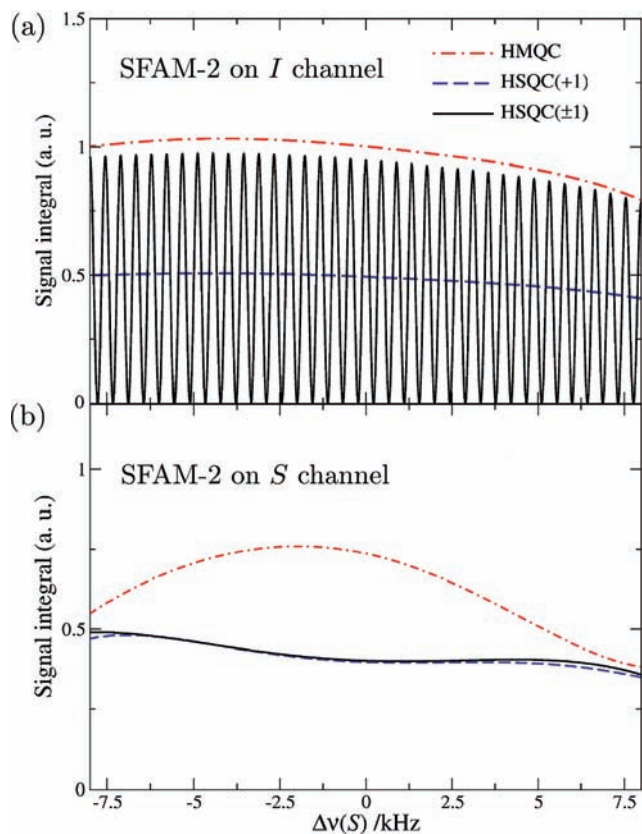 (a)
1.5
SFAM-2 on I channel
HMQC
HSQC(+1)
HSQC(±1)
1
0.5
0
Signal integral (a. u.)
(b)
SFAM-2 on S channel
1
0.5
0
Signal integral (a. u.)
-7.5 -5 -2.5 0 2.5 5 7.5
Δν(S) /kHz